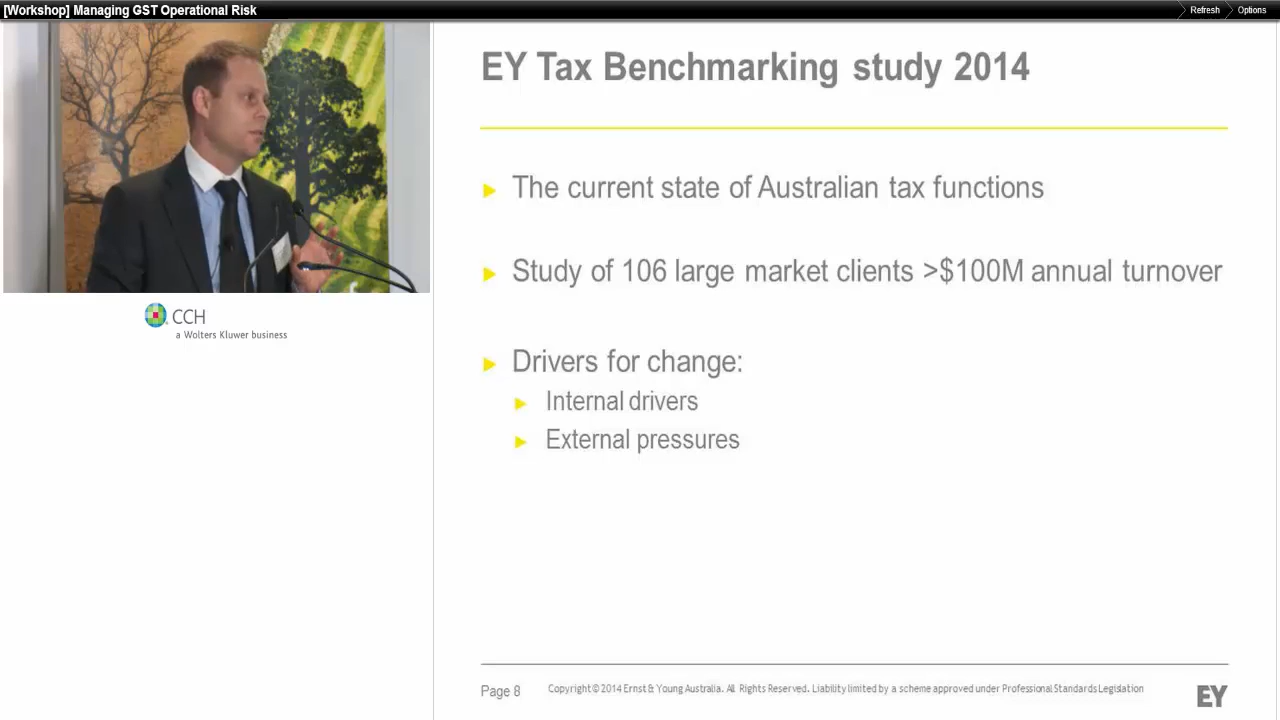 [Workshop] Managing GST Operational Risk
Refresh
Options
EY Tax Benchmarking study 2014
The current state of Australian tax functions
Study of 106 large market clients >$100M annual turnover
Drivers for change:
Internal drivers
External pressures
CCH
a Wolters Kluwer business
Page 8
Copyright © 2014 Ernst & Young Australia. All Rights Reserved. Liability limited by a scheme approved under Professional Standards Legislation
EY